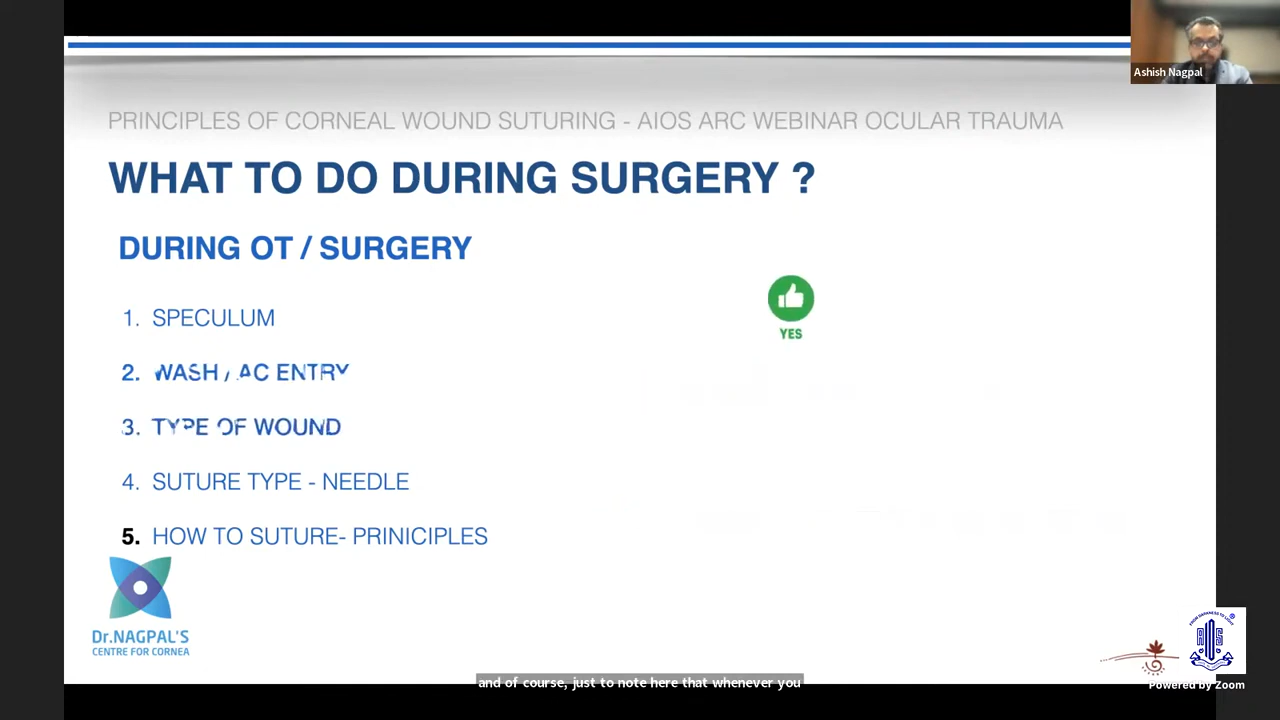 Ashish Nagpal
PRINCIPLES OF CORNEAL WOUND SUTURING - AIOS ARC WEBINAR OCULAR TRAUMA
WHAT TO DO DURING SURGERY ?
DURING OT / SURGERY
YES
1. SPECULUM
2. WASH / AC ENTRY
3. TYPE OF WOUND
4. SUTURE TYPE - NEEDLE
5. HOW TO SUTURE- PRINICIPLES
Dr.NAGPAL'S
CENTRE FOR CORNEA
and of course, just to note here that whenever you
Powered by Zoom